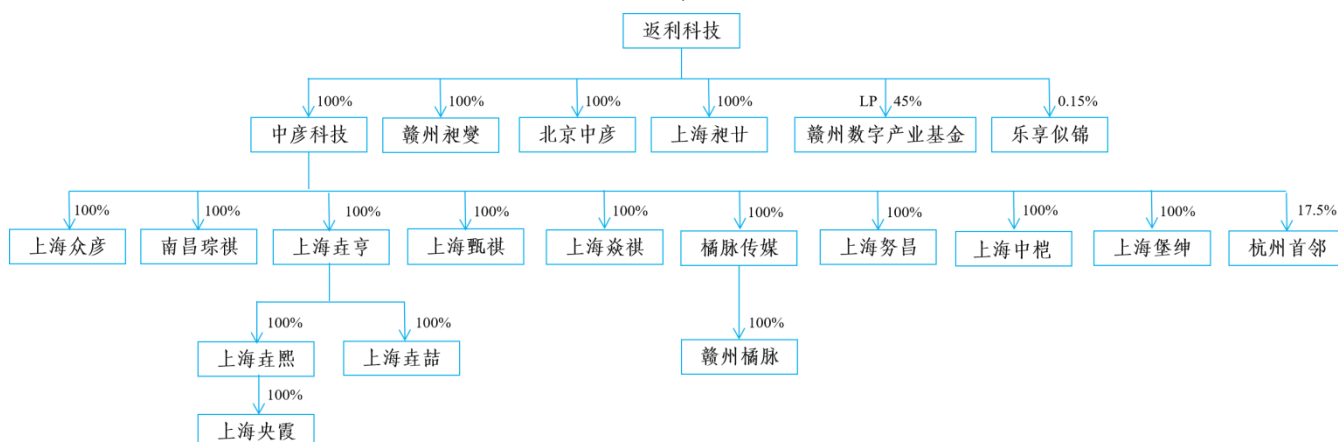 返利科技
100%
100%
100%
100%
LP 45%
0.15%
中彦科技
赣州昶燮
北京中彦
上海昶廿
赣州数字产业基金
乐享似锦
100%
100%
100%
100%
100%
100%
100%
100%
100%
17.5%
上海众彦
南昌琮祺
上海垚亨
上海甄祺
上海焱祺
橘脉传媒
上海努昌
上海中桤
上海堡绅
杭州首邻
100%
100%
100%
上海垚熙
上海垚喆
赣州橘脉
100%
上海央霞